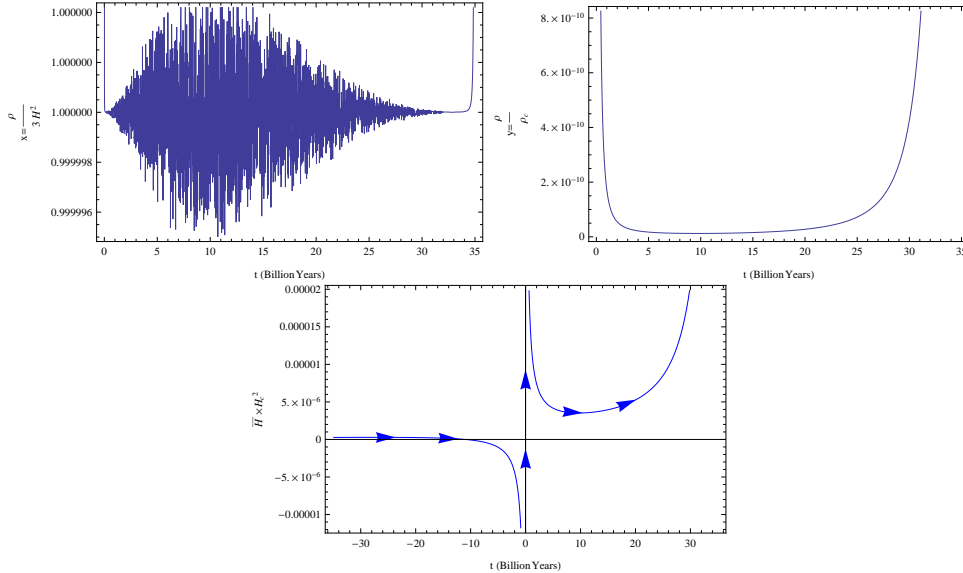 1.000000
1.000000
1.000000
0.999998
0.999996
x = ρ / 3 H²
0 5 10 15 20 25 30 35
t (Billion Years)
8. × 10⁻¹⁰
6. × 10⁻¹⁰
4. × 10⁻¹⁰
2. × 10⁻¹⁰
0
y = ρ / ρc
0 5 10 15 20 25 30 35
t (Billion Years)
0.00002
0.000015
0.00001
5. × 10⁻⁶
0
−5. × 10⁻⁶
−0.00001
H̅ × Hc²
−30 −20 −10 0 10 20 30
t (Billion Years)